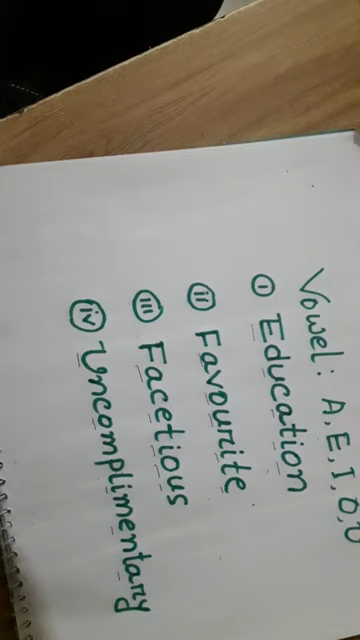 Vowel: A, E, I, O, U
(i) Education
(ii) Favourite
(iii) Facetious
(iv) Uncomplimentary